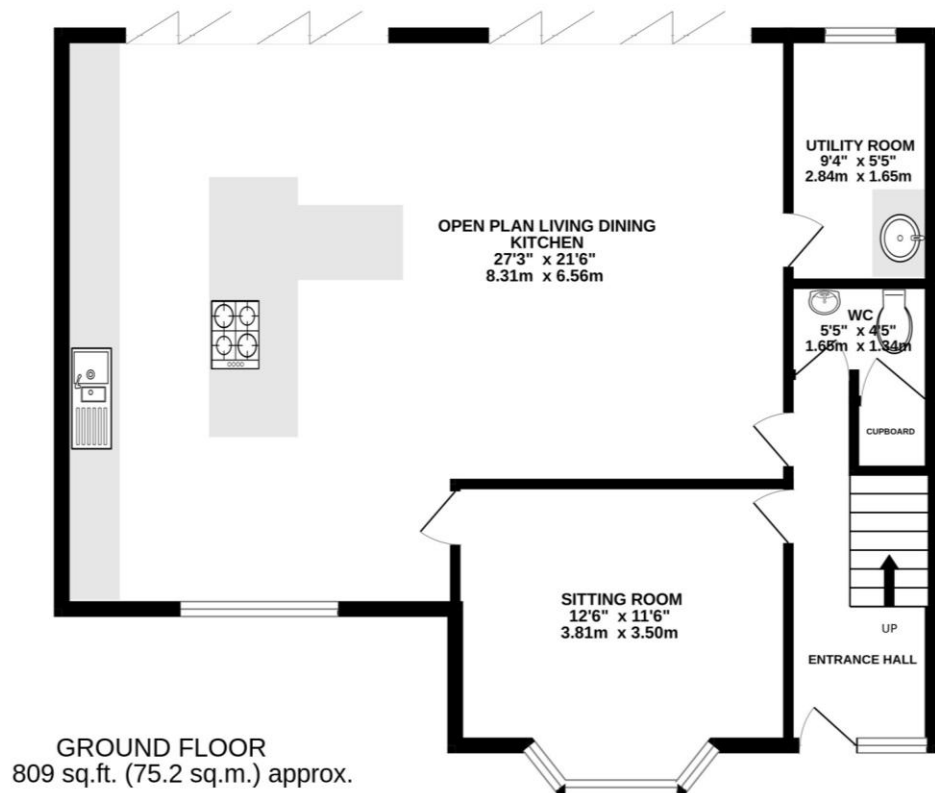 UTILITY ROOM
9'4" x 5'5"
2.84m x 1.65m
OPEN PLAN LIVING DINING
KITCHEN
27'3" x 21'6"
8.31m x 6.56m
WC
5'5" x 4'5"
1.65m x 1.34m
CUPBOARD
SITTING ROOM
12'6" x 11'6"
3.81m x 3.50m
UP
ENTRANCE HALL
GROUND FLOOR
809 sq.ft. (75.2 sq.m.) approx.